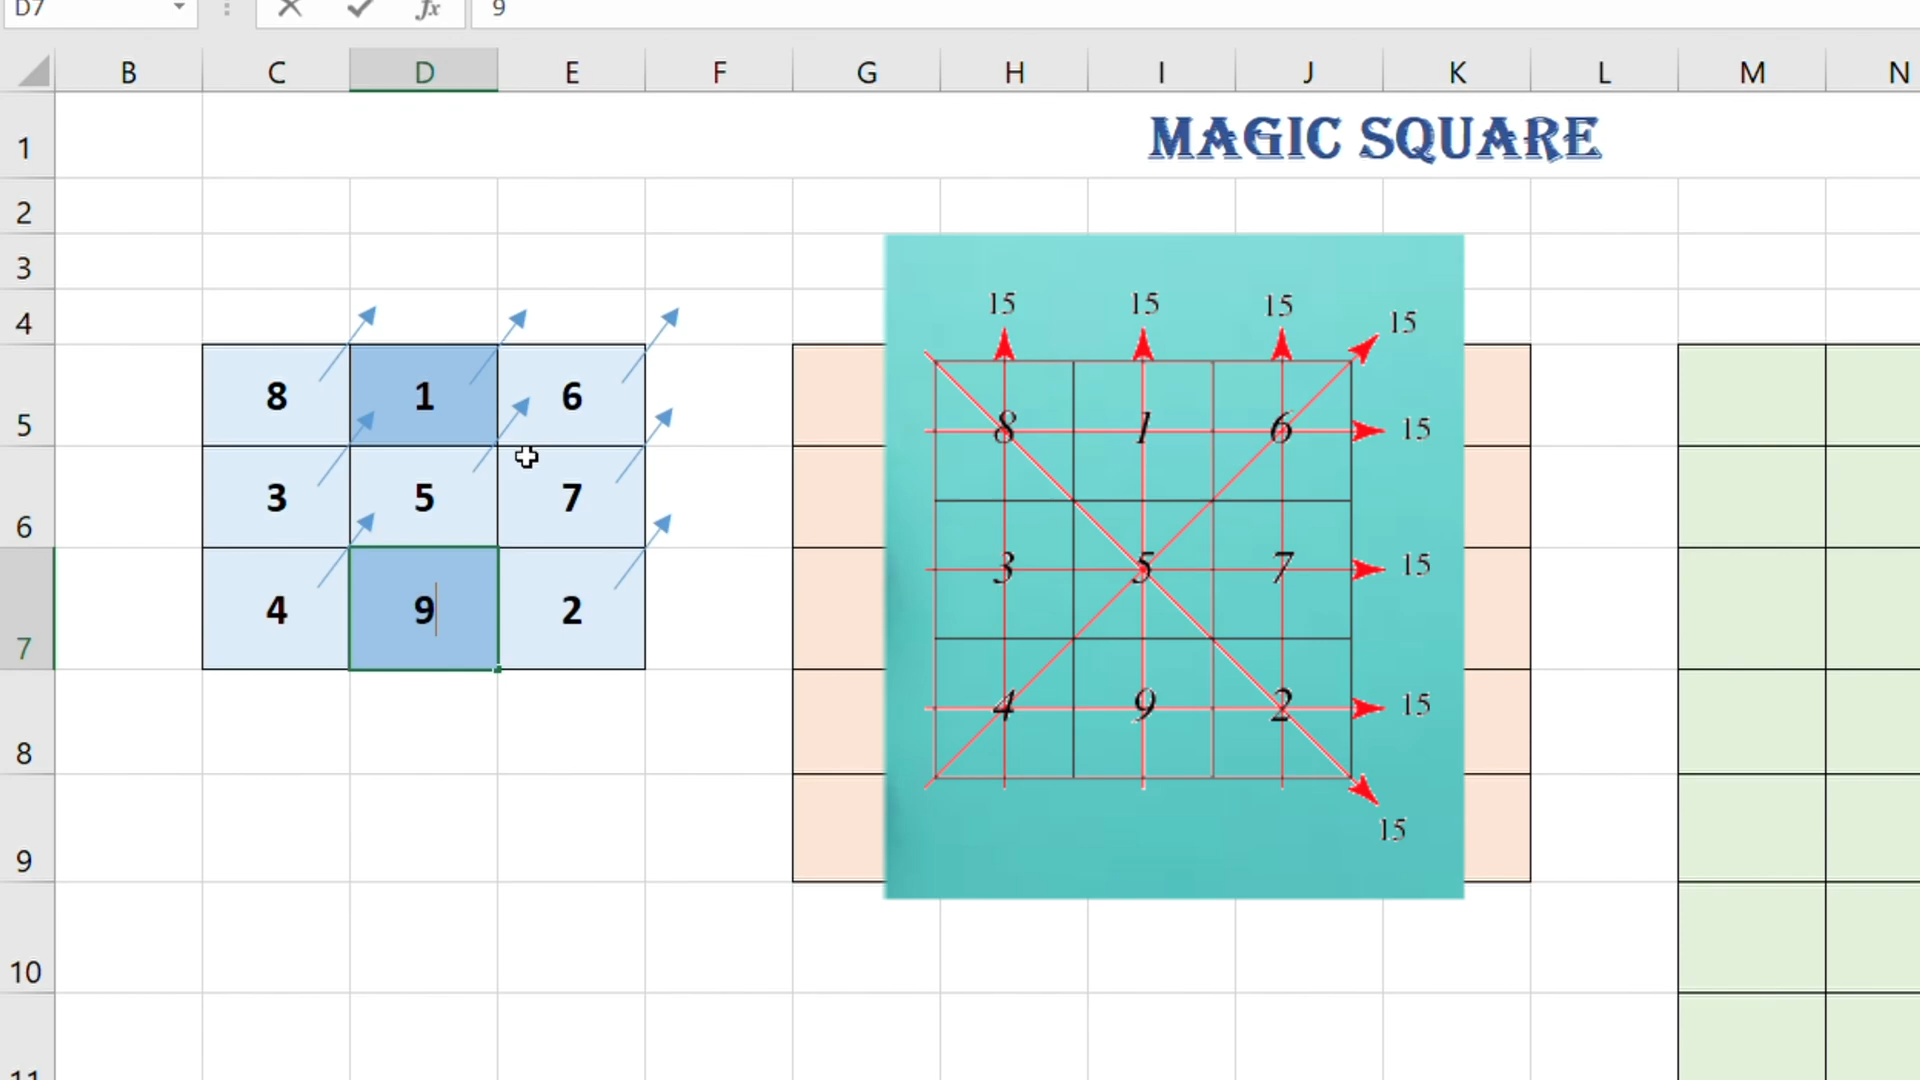 D7 fx 9
B C D E F G H I J K L M N
1 MAGIC SQUARE
2
3
4
15 15 15 15
5 8 1 6
8 1 6 15
6 3 5 7
3 5 7 15
7 4 9 2
4 9 2 15
8
15
9
10
11